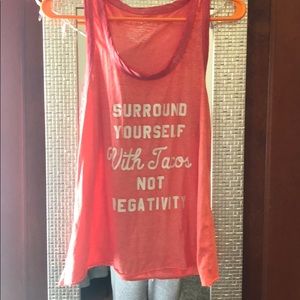 SURROUND
YOURSELF
With Tacos
NOT
NEGATIVITY